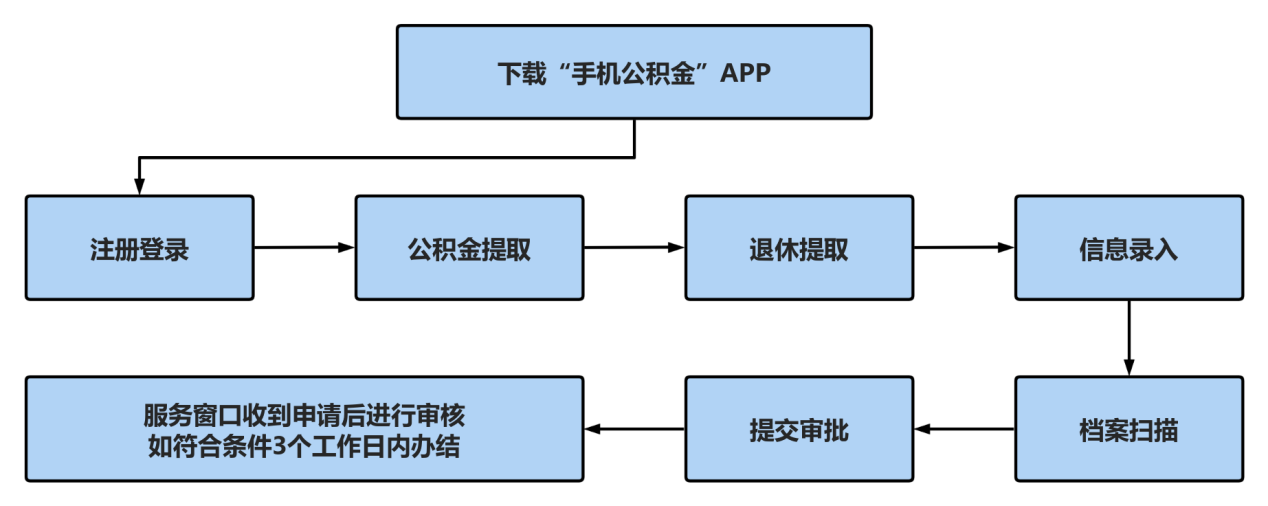 下载“手机公积金”APP
注册登录
公积金提取
退休提取
信息录入
档案扫描
提交审批
服务窗口收到申请后进行审核
如符合条件3个工作日内办结